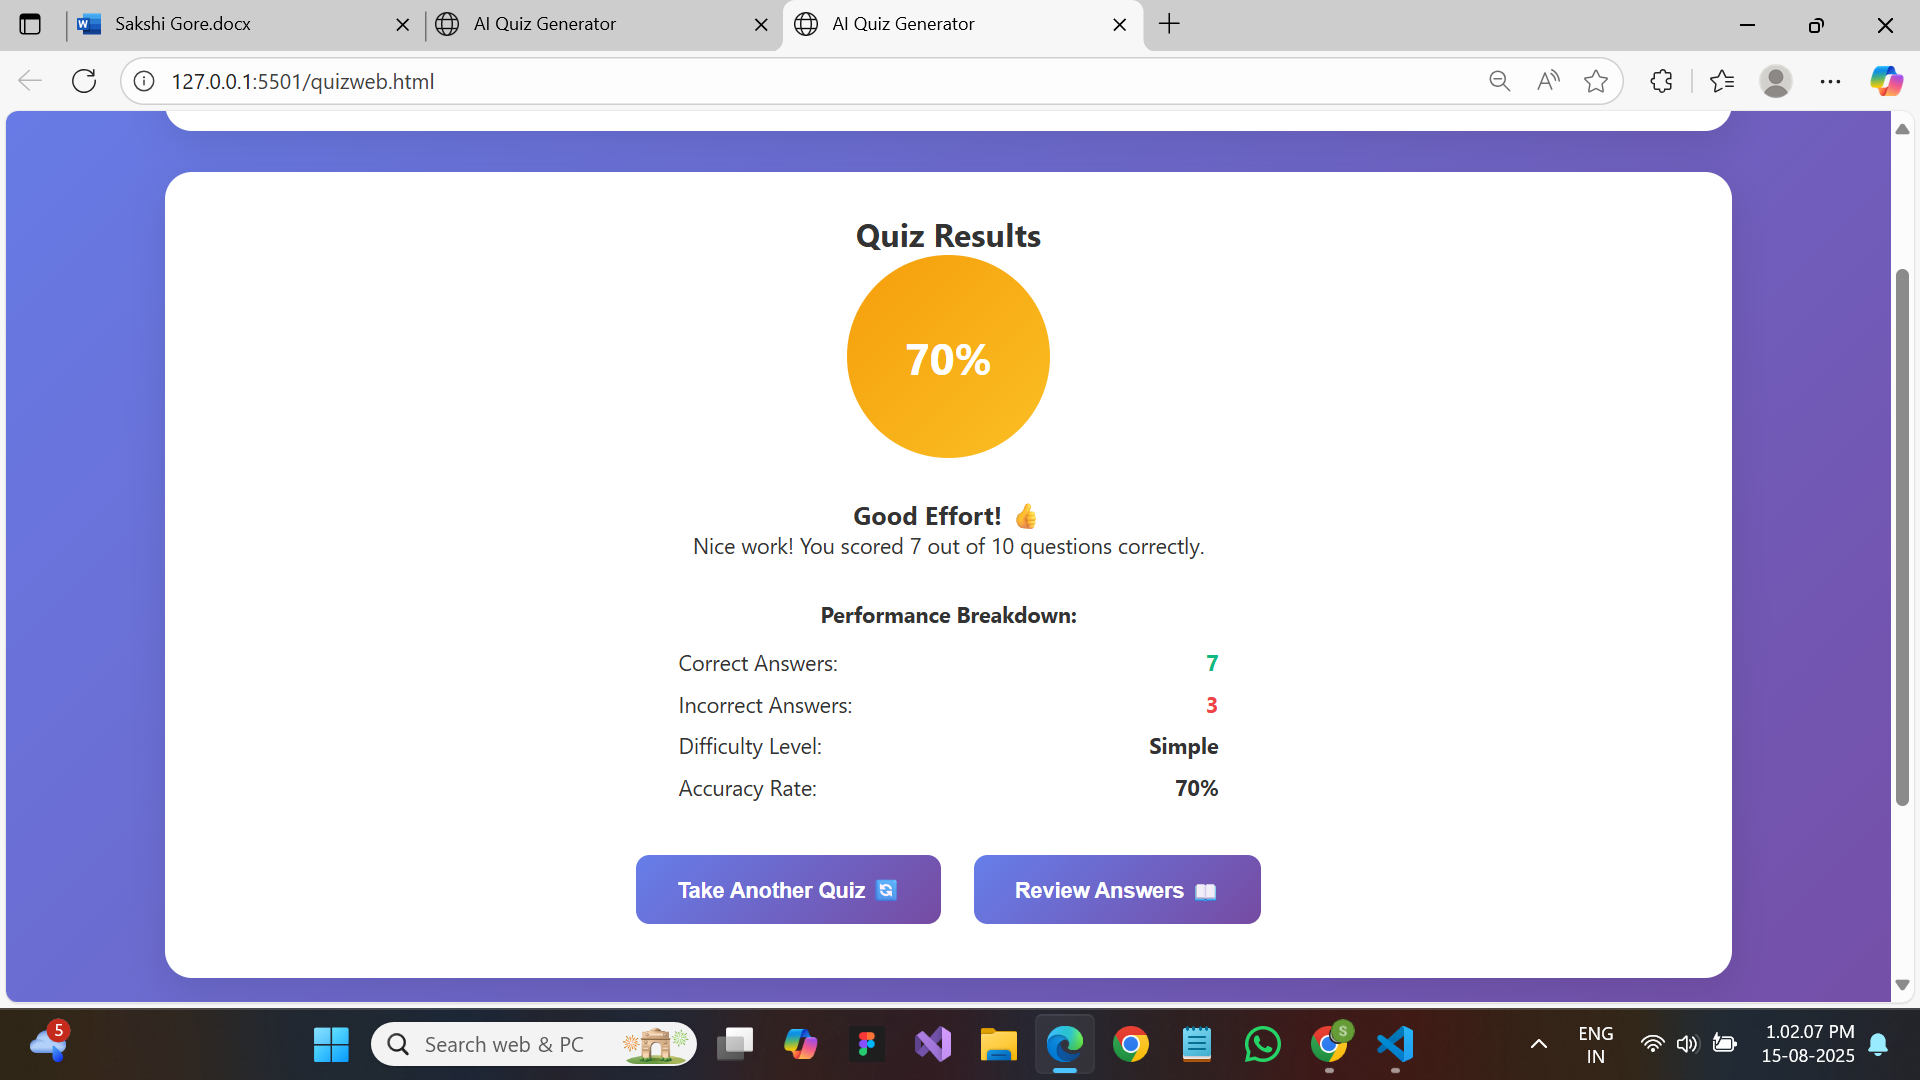 Sakshi Gore.docx
AI Quiz Generator
AI Quiz Generator
127.0.0.1:5501/quizweb.html
Quiz Results
70%
Good Effort! 👍
Nice work! You scored 7 out of 10 questions correctly.
Performance Breakdown:
Correct Answers: 7
Incorrect Answers: 3
Difficulty Level: Simple
Accuracy Rate: 70%
Take Another Quiz 🔄
Review Answers 📖
5
Search web & PC
S
ENG
IN
1.02.07 PM
15-08-2025